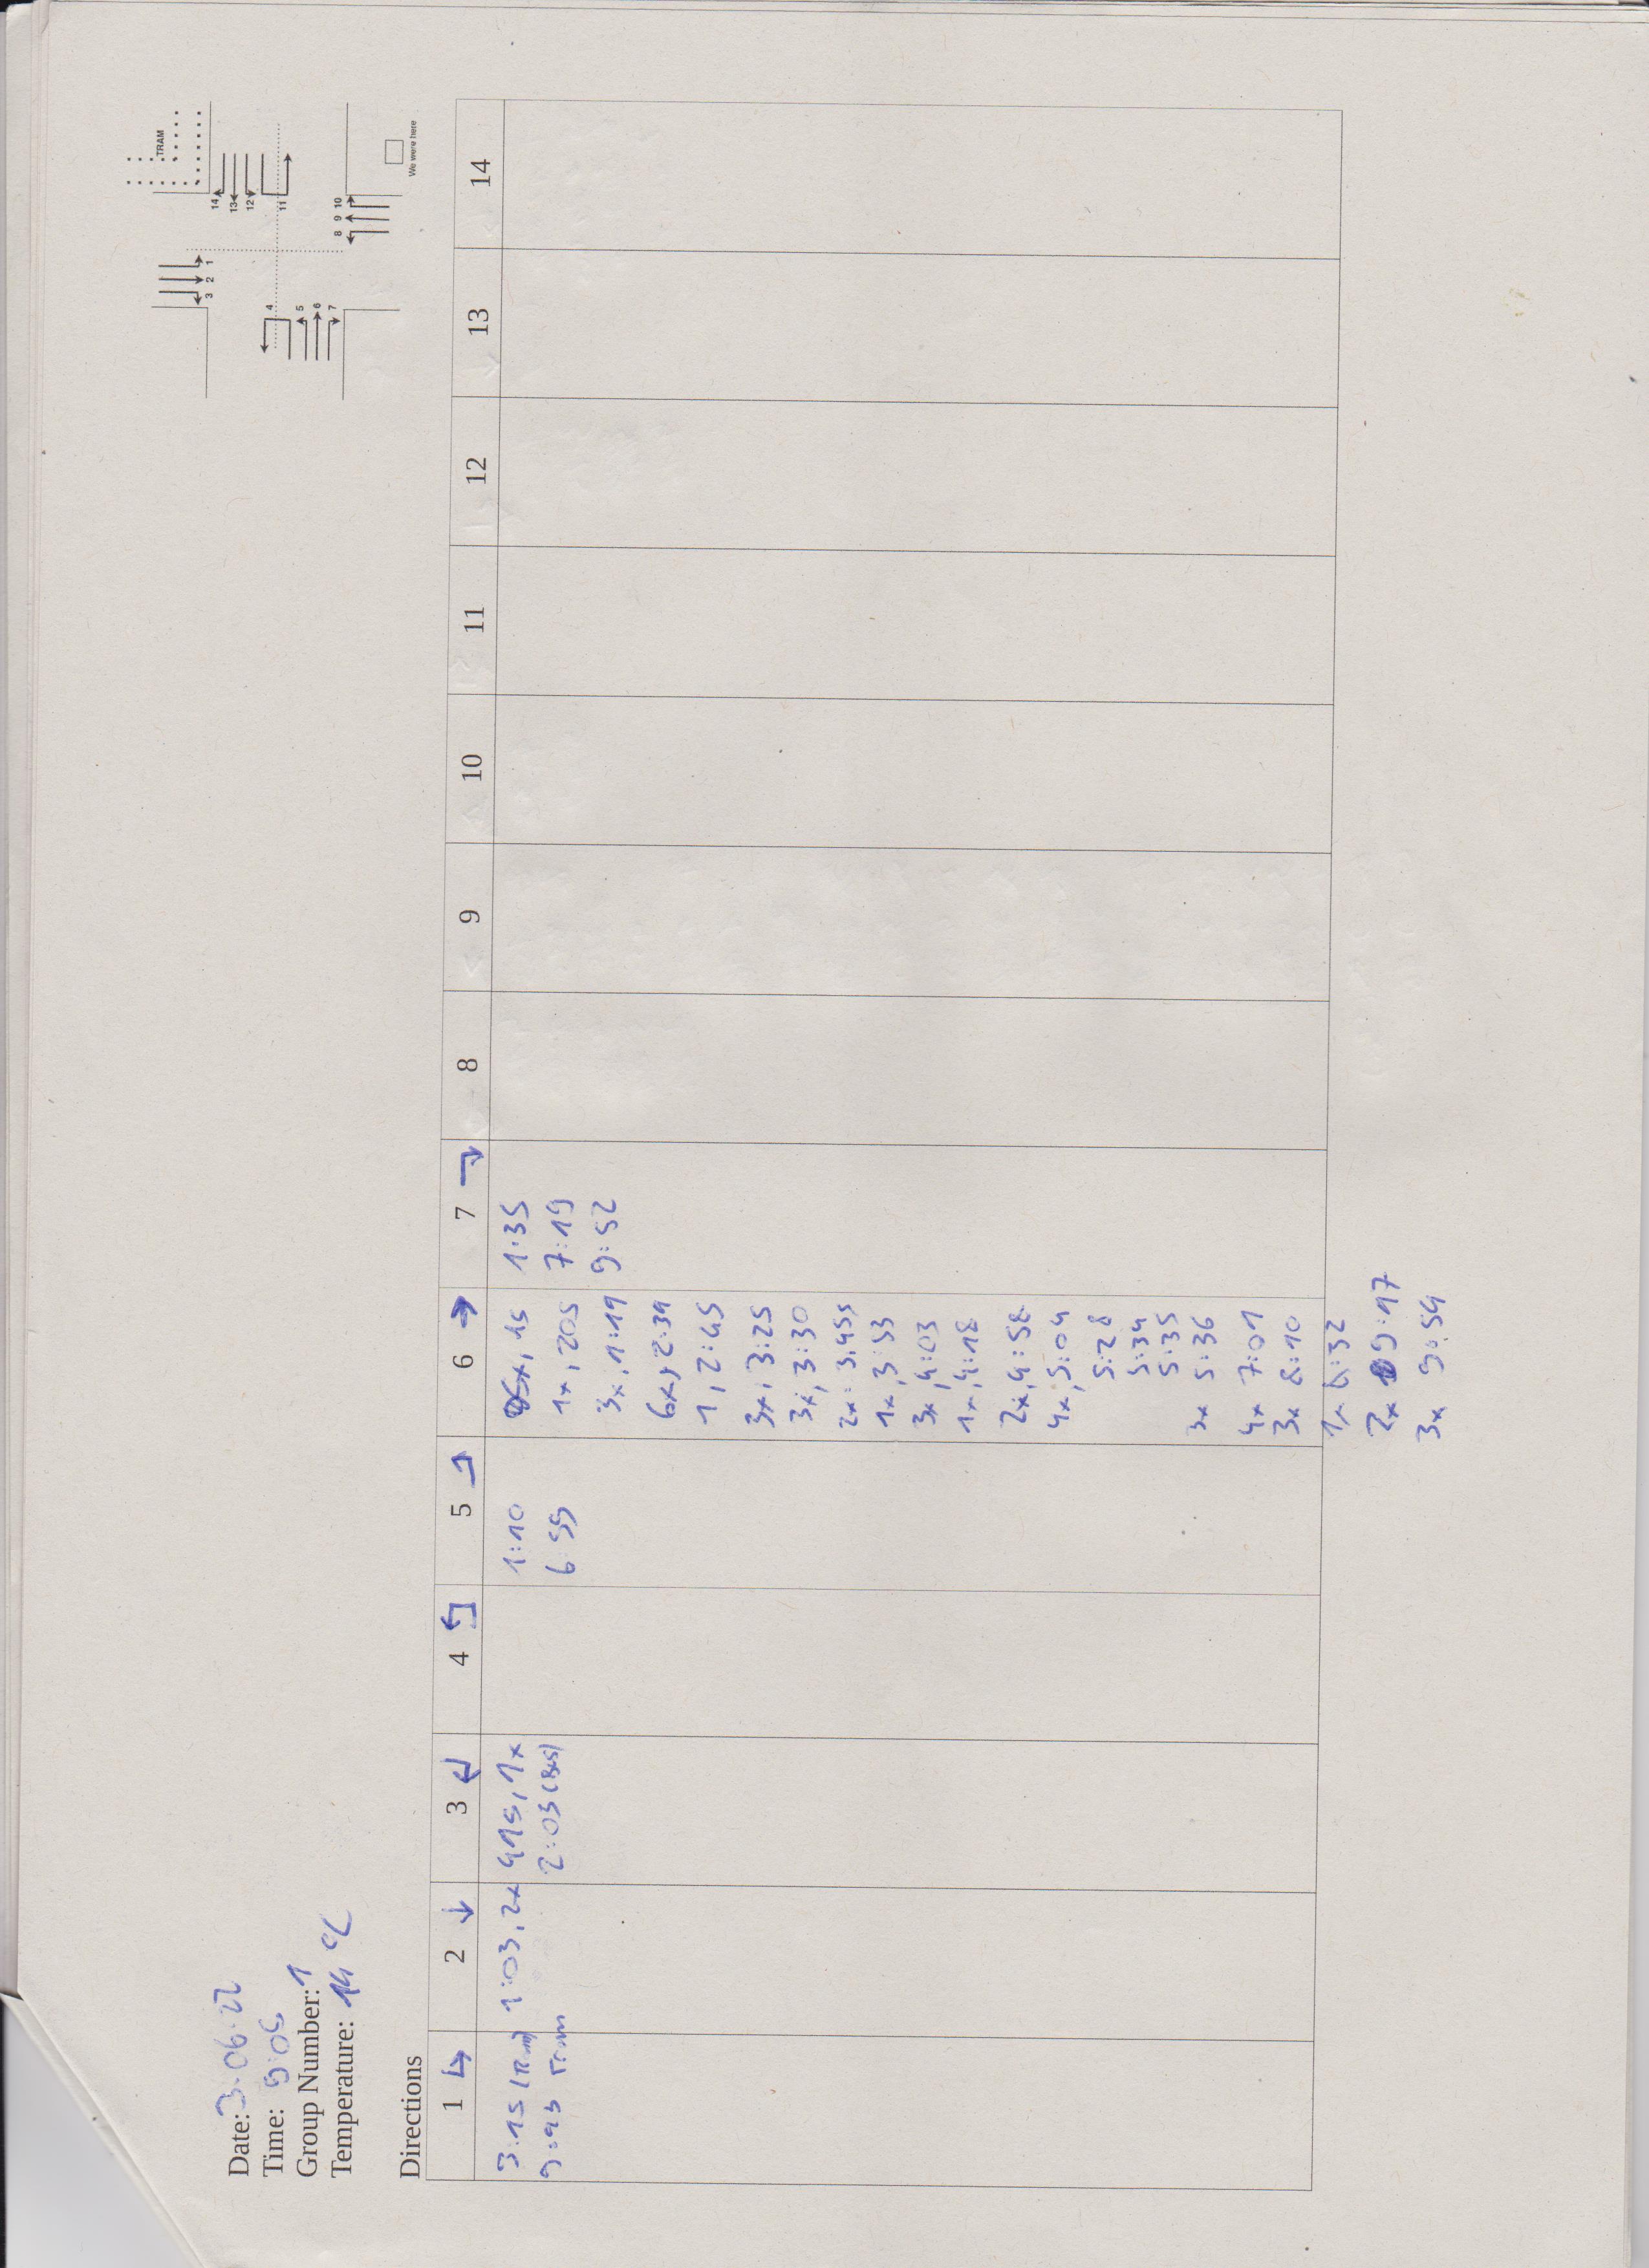 TRAM
3 2 1
14
13
12
11
4
5
6
7
8 9 10
We were here
Date: 3.06.22
Time: 9:05
Group Number: 1
Temperature: 14 °C
Directions
1 2 3 4 5 6 7 8 9 10 11 12 13 14
3:15
9:43 Tram
1:03, 2x
41s, 1x
2:03 (Bus)
1:10
6:55
5x, 1s
1x, 20s
3x, 1:19
6x, 2:39
1, 2:45
3x, 3:25
3x, 3:30
2x: 3,45s
1x, 3:53
3x, 4:03
1x, 4:18
2x, 4:58
4x, 5:04
5:28
5:34
5:35
3x 5:36
4x 7:01
3x 8:10
1x 8:32
2x 9:17
3x 9:54
1:35
7:19
9:52